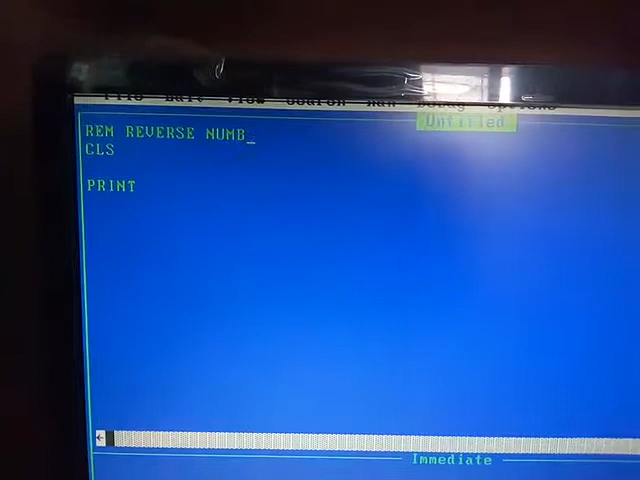 Untitled
REM REVERSE NUMB_
CLS
PRINT
Immediate